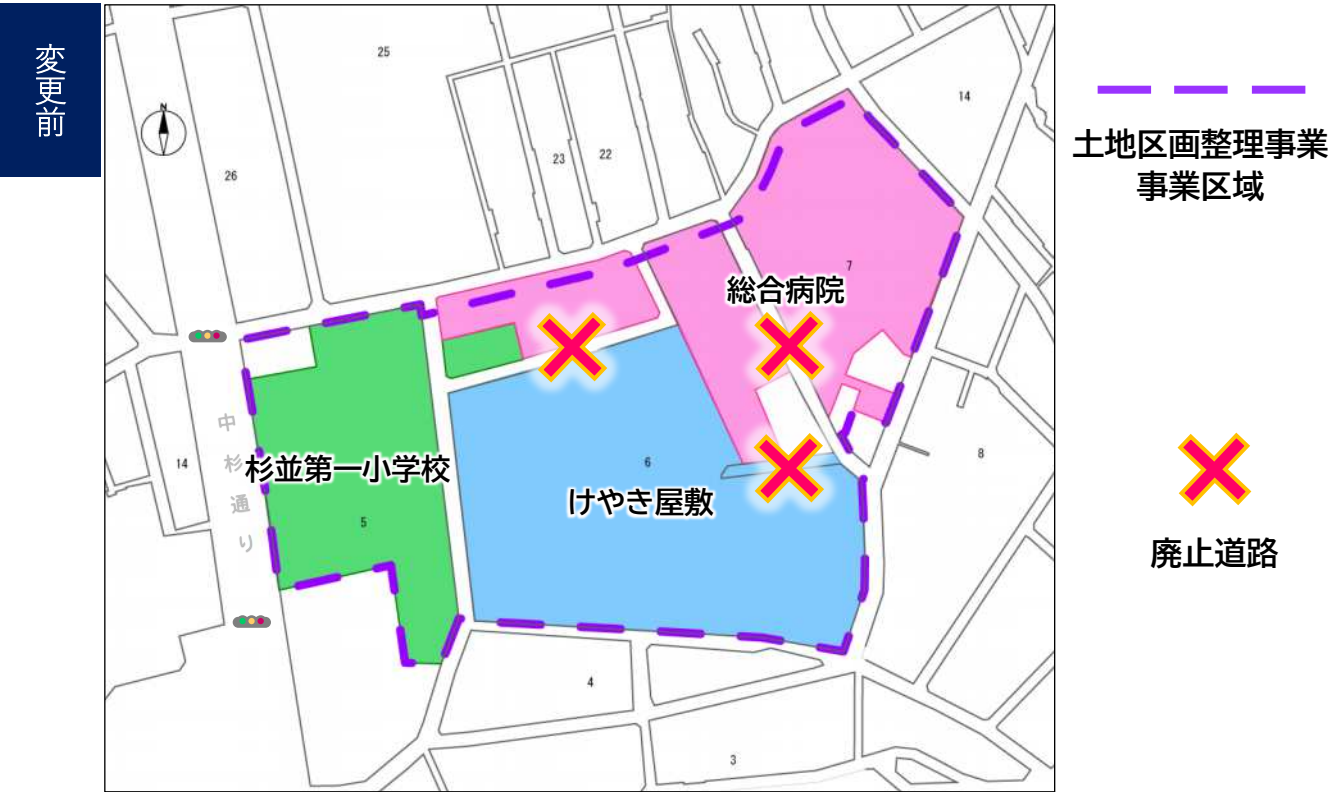 変更前
25
14
N
23
22
26
土地区画整理事業
事業区域
7
総合病院
中杉通り
14
杉並第一小学校
6
8
けやき屋敷
5
廃止道路
4
3